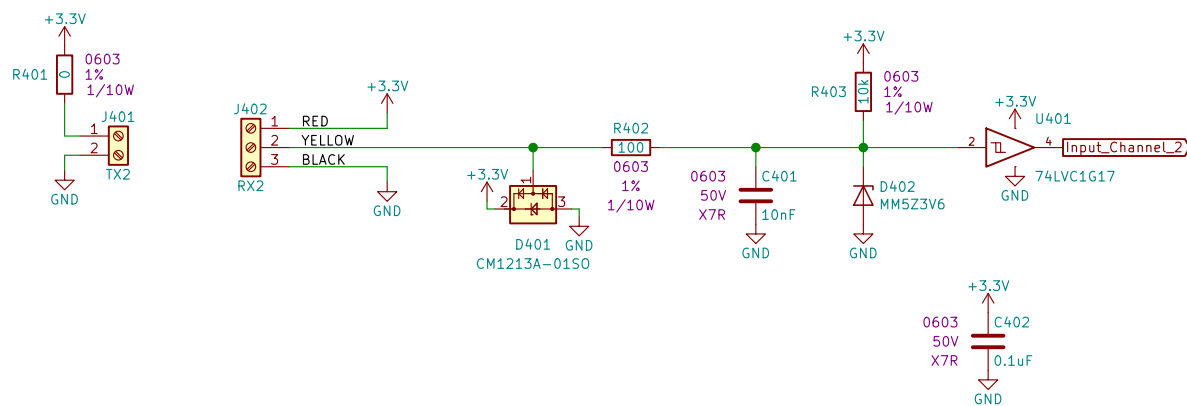 +3.3V
R401
0
0603
1%
1/10W
J401
1
2
TX2
GND
J402
1
2
3
RX2
RED
YELLOW
BLACK
+3.3V
GND
+3.3V
1
2
3
D401
CM1213A-01SO
GND
R402
100
0603
1%
1/10W
0603
50V
X7R
C401
10nF
GND
+3.3V
R403
10k
0603
1%
1/10W
D402
MM5Z3V6
GND
+3.3V
U401
2
4
74LVC1G17
GND
Input_Channel_2
+3.3V
0603
50V
X7R
C402
0.1uF
GND